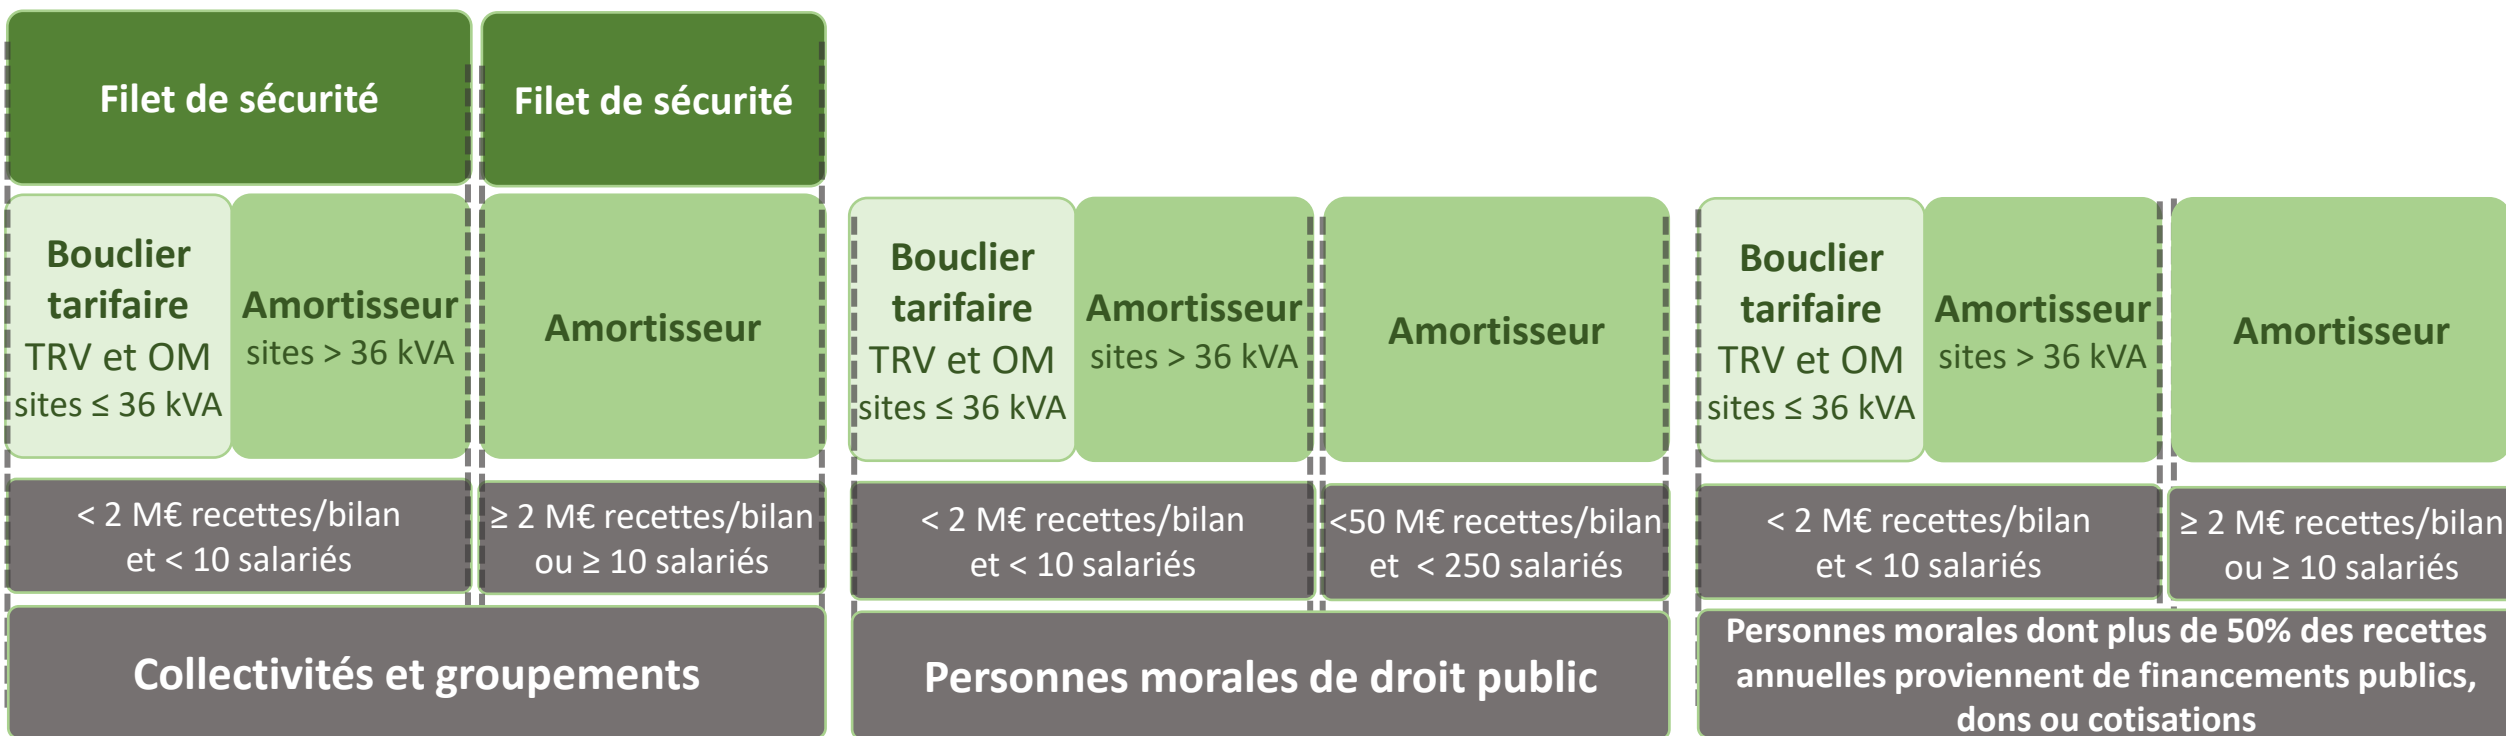 Filet de sécurité
Filet de sécurité
Bouclier
tarifaire
TRV et OM
sites ≤ 36 kVA
Amortisseur
sites > 36 kVA
Amortisseur
Bouclier
tarifaire
TRV et OM
sites ≤ 36 kVA
Amortisseur
sites > 36 kVA
Amortisseur
Bouclier
tarifaire
TRV et OM
sites ≤ 36 kVA
Amortisseur
sites > 36 kVA
Amortisseur
< 2 M€ recettes/bilan
et < 10 salariés
≥ 2 M€ recettes/bilan
ou ≥ 10 salariés
< 2 M€ recettes/bilan
et < 10 salariés
<50 M€ recettes/bilan
et < 250 salariés
< 2 M€ recettes/bilan
et < 10 salariés
≥ 2 M€ recettes/bilan
ou ≥ 10 salariés
Collectivités et groupements
Personnes morales de droit public
Personnes morales dont plus de 50% des recettes
annuelles proviennent de financements publics,
dons ou cotisations